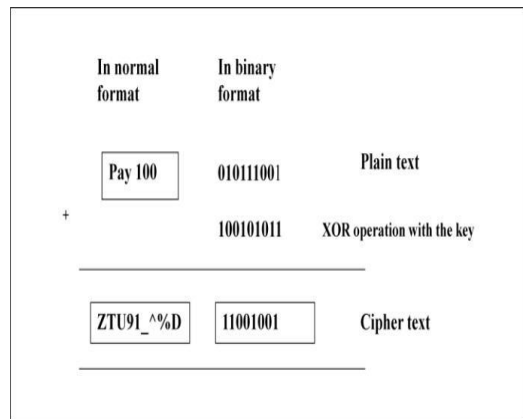 In normal In binary
format format
Pay 100 010111001 Plain text
+
100101011 XOR operation with the key
ZTU91_^%D 11001001 Cipher text